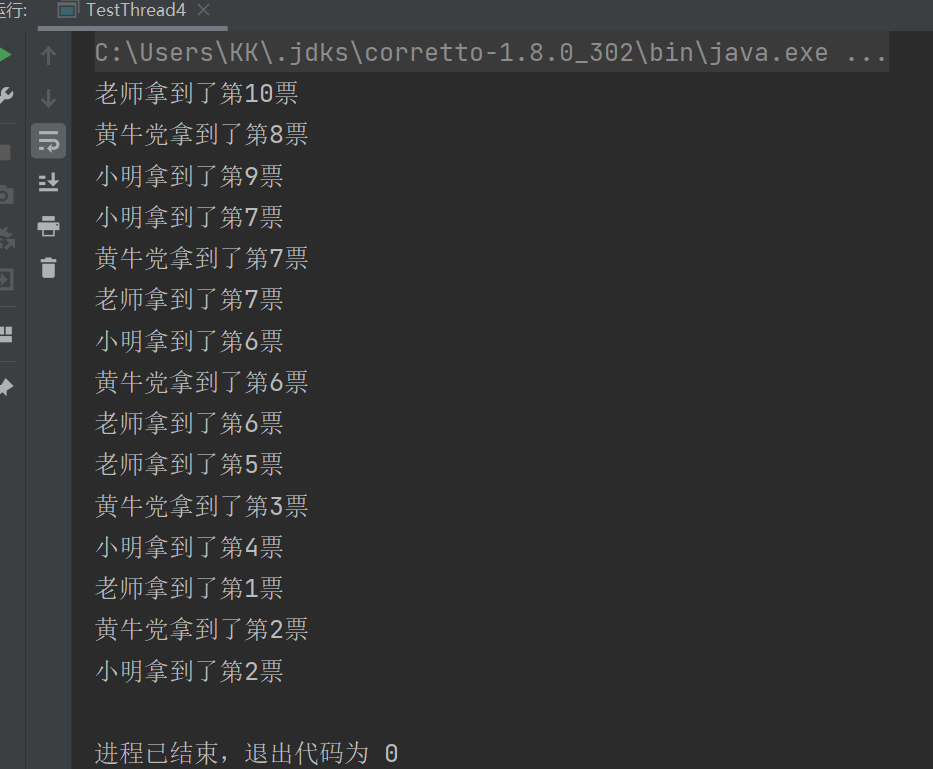 运行: TestThread4
C:\Users\KK\.jdks\corretto-1.8.0_302\bin\java.exe ...
老师拿到了第10票
黄牛党拿到了第8票
小明拿到了第9票
小明拿到了第7票
黄牛党拿到了第7票
老师拿到了第7票
小明拿到了第6票
黄牛党拿到了第6票
老师拿到了第6票
老师拿到了第5票
黄牛党拿到了第3票
小明拿到了第4票
老师拿到了第1票
黄牛党拿到了第2票
小明拿到了第2票
进程已结束，退出代码为 0